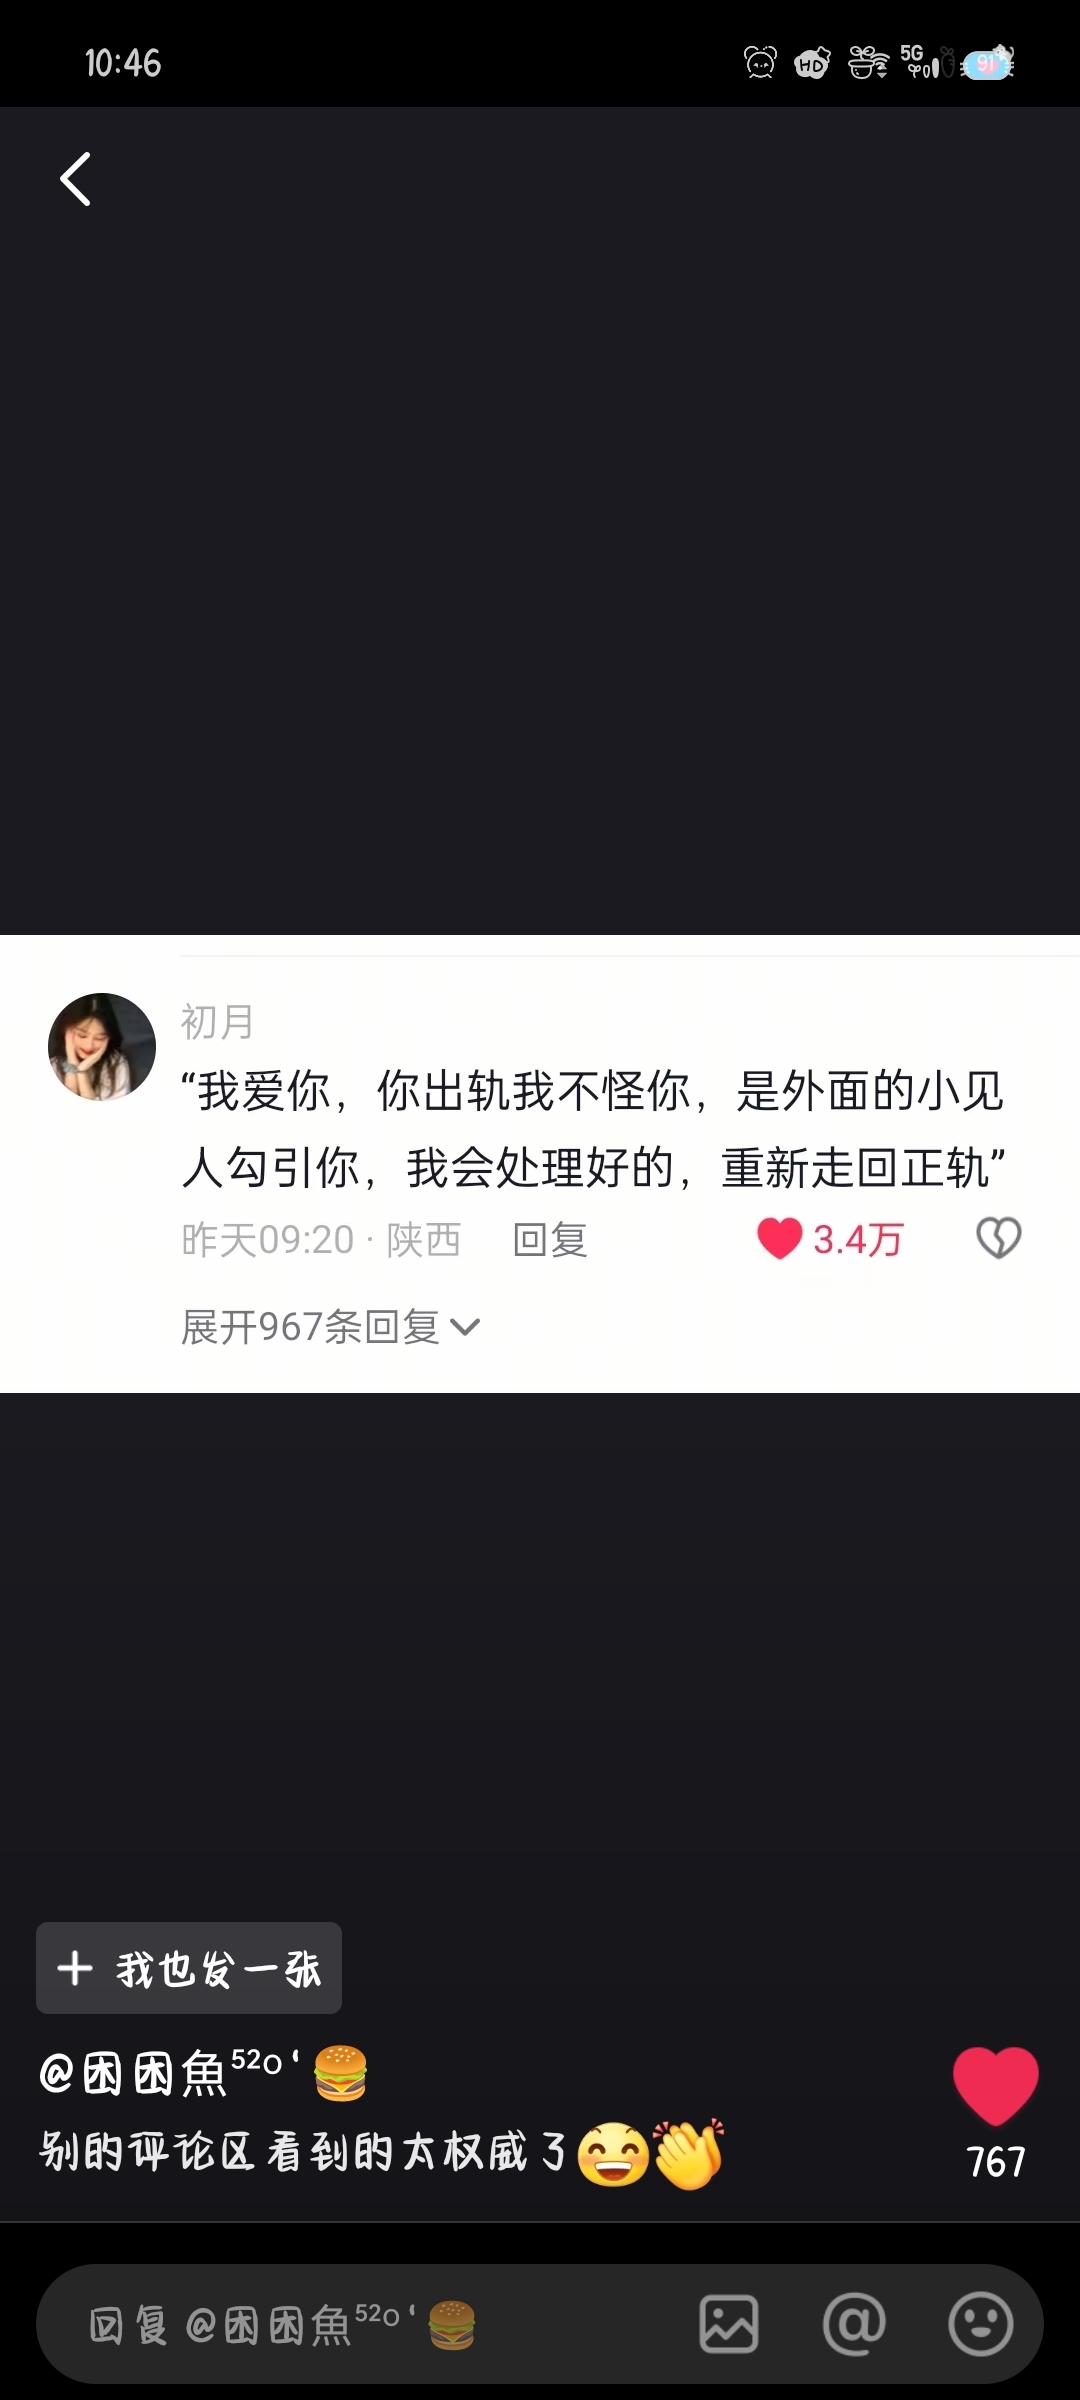 10:46
HD
5G
91
初月
“我爱你，你出轨我不怪你，是外面的小见
人勾引你，我会处理好的，重新走回正轨”
昨天09:20 · 陕西 回复 3.4万
展开967条回复
+ 我也发一张
@困困魚⁵²⁰‘🍔
别的评论区看到的太权威了😄👏
767
回复 @困困魚⁵²⁰‘🍔